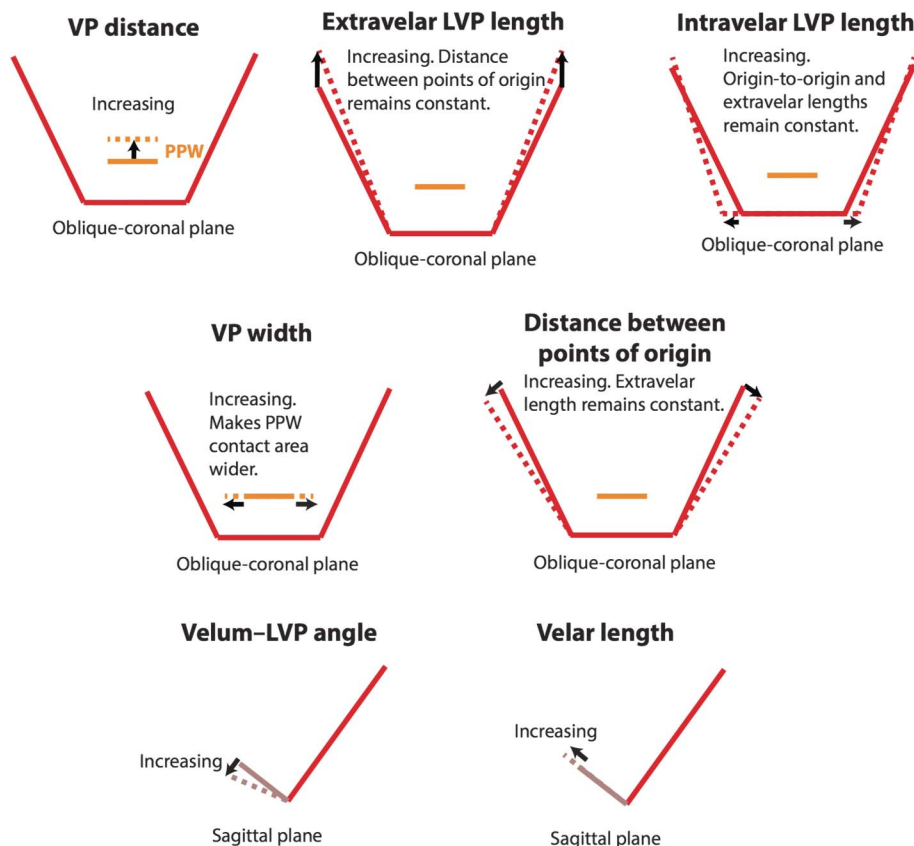 VP distance
Increasing
PPW
Oblique-coronal plane
Extravelar LVP length
Increasing. Distance
between points of origin
remains constant.
Oblique-coronal plane
Intravelar LVP length
Increasing.
Origin-to-origin and
extravelar lengths
remain constant.
Oblique-coronal plane
VP width
Increasing.
Makes PPW
contact area
wider.
Oblique-coronal plane
Distance between
points of origin
Increasing. Extravelar
length remains constant.
Oblique-coronal plane
Velum–LVP angle
Increasing
Sagittal plane
Velar length
Increasing
Sagittal plane